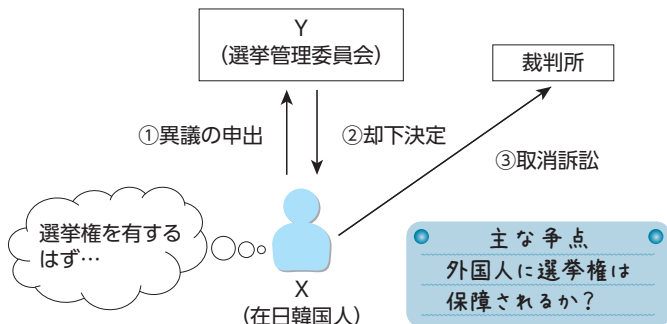 Y
(選挙管理委員会)
裁判所
①異議の申出
②却下決定
③取消訴訟
選挙権を有する
はず…
X
(在日韓国人)
主な争点
外国人に選挙権は
保障されるか?